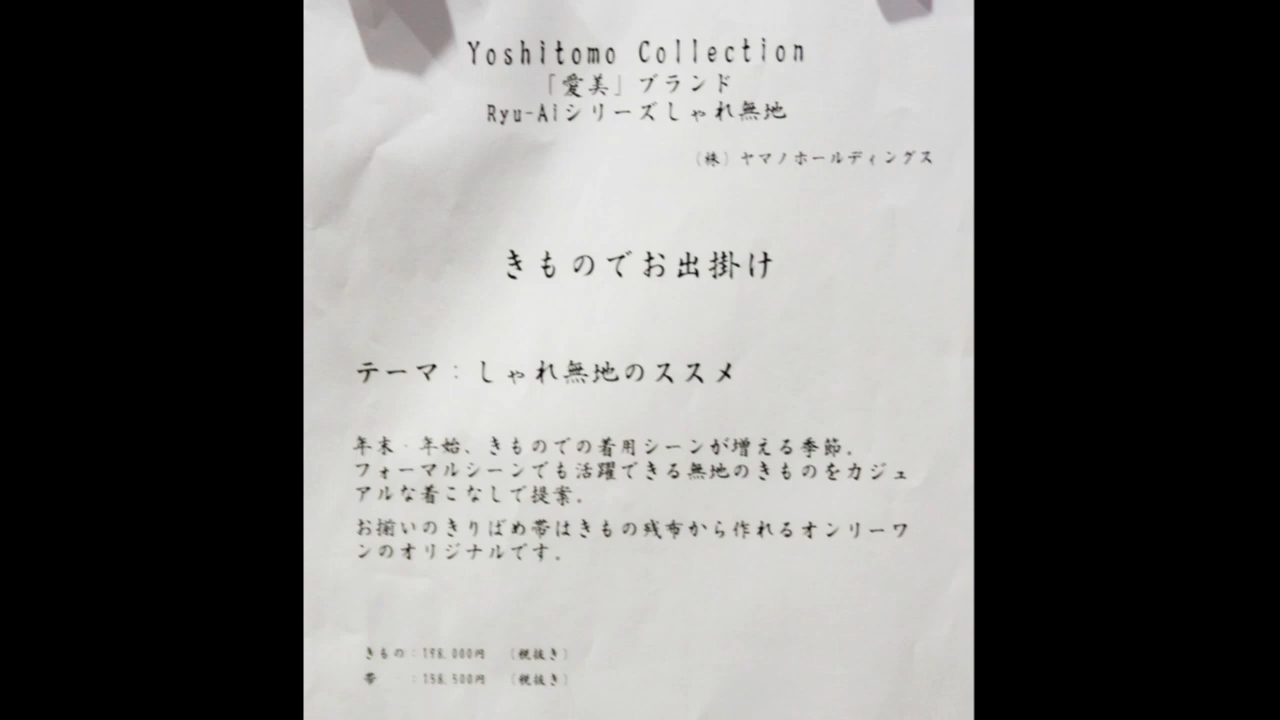 Yoshitomo Collection
「愛美」ブランド
Ryu-Aiシリーズしゃれ無地
(株)ヤマノホールディングス
きものでお出掛け
テーマ:しゃれ無地のススメ
年末・年始、きものでの着用シーンが増える季節。
フォーマルシーンでも活躍できる無地のきものをカジュ
アルな着こなしで提案。
お揃いのきりばめ帯はきもの残布から作れるオンリーワ
ンのオリジナルです。
きもの:198,000円 (税抜き)
帯 :158,500円 (税抜き)